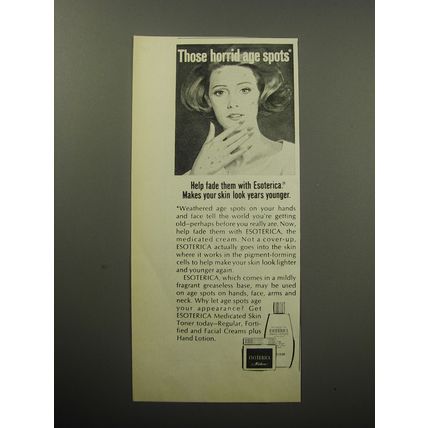 Those horrid age spots*
Help fade them with Esoterica.®
Makes your skin look years younger.
*Weathered age spots on your hands
and face tell the world you're getting
old—perhaps before you really are. Now,
help fade them with ESOTERICA, the
medicated cream. Not a cover-up,
ESOTERICA actually goes into the skin
where it works in the pigment-forming
cells to help make your skin look lighter
and younger again.
ESOTERICA, which comes in a mildly
fragrant greaseless base, may be used
on age spots on hands, face, arms and
neck. Why let age spots age
your appearance? Get
ESOTERICA Medicated Skin
Toner today—Regular, Forti-
fied and Facial Creams plus
Hand Lotion.
ESOTERICA
ESOTERICA